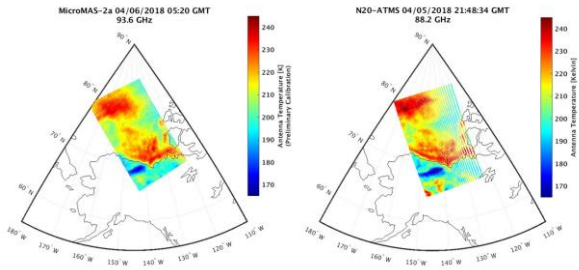 MicroMAS-2a 04/06/2018 05:20 GMT
93.6 GHz
90° N
80° N
70° N
60° N
180° W
170° W
160° W
150° W
140° W
130° W
120° W
110° W
240
230
220
210
200
190
180
170
Antenna Temperature [K]
(Preliminary Calibration)
N20-ATMS 04/05/2018 21:48:34 GMT
88.2 GHz
90° N
80° N
70° N
60° N
180° W
170° W
160° W
150° W
140° W
130° W
120° W
110° W
240
230
220
210
200
190
180
170
Antenna Temperature [Kelvin]